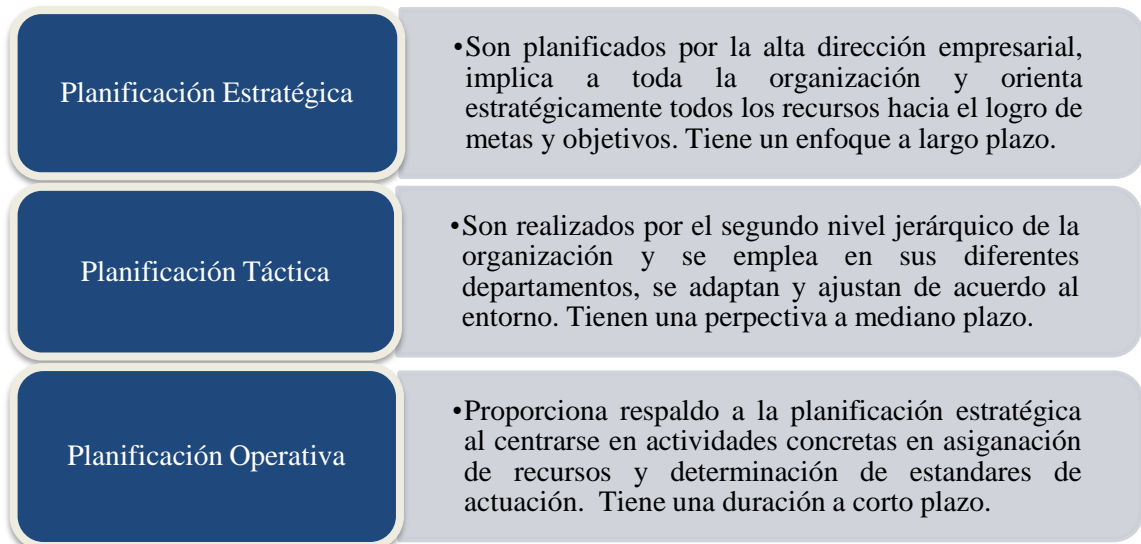 Planificación Estratégica
•Son planificados por la alta dirección empresarial,
implica a toda la organización y orienta
estratégicamente todos los recursos hacia el logro de
metas y objetivos. Tiene un enfoque a largo plazo.
Planificación Táctica
•Son realizados por el segundo nivel jerárquico de la
organización y se emplea en sus diferentes
departamentos, se adaptan y ajustan de acuerdo al
entorno. Tienen una perpectiva a mediano plazo.
Planificación Operativa
•Proporciona respaldo a la planificación estratégica
al centrarse en actividades concretas en asiganación
de recursos y determinación de estandares de
actuación. Tiene una duración a corto plazo.